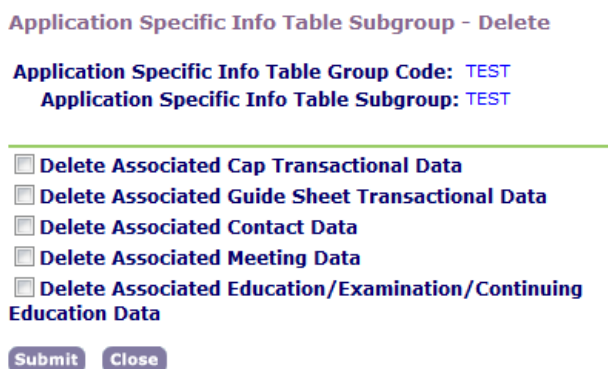 Application Specific Info Table Subgroup - Delete
Application Specific Info Table Group Code: TEST
Application Specific Info Table Subgroup: TEST
Delete Associated Cap Transactional Data
Delete Associated Guide Sheet Transactional Data
Delete Associated Contact Data
Delete Associated Meeting Data
Delete Associated Education/Examination/Continuing
Education Data
Submit Close